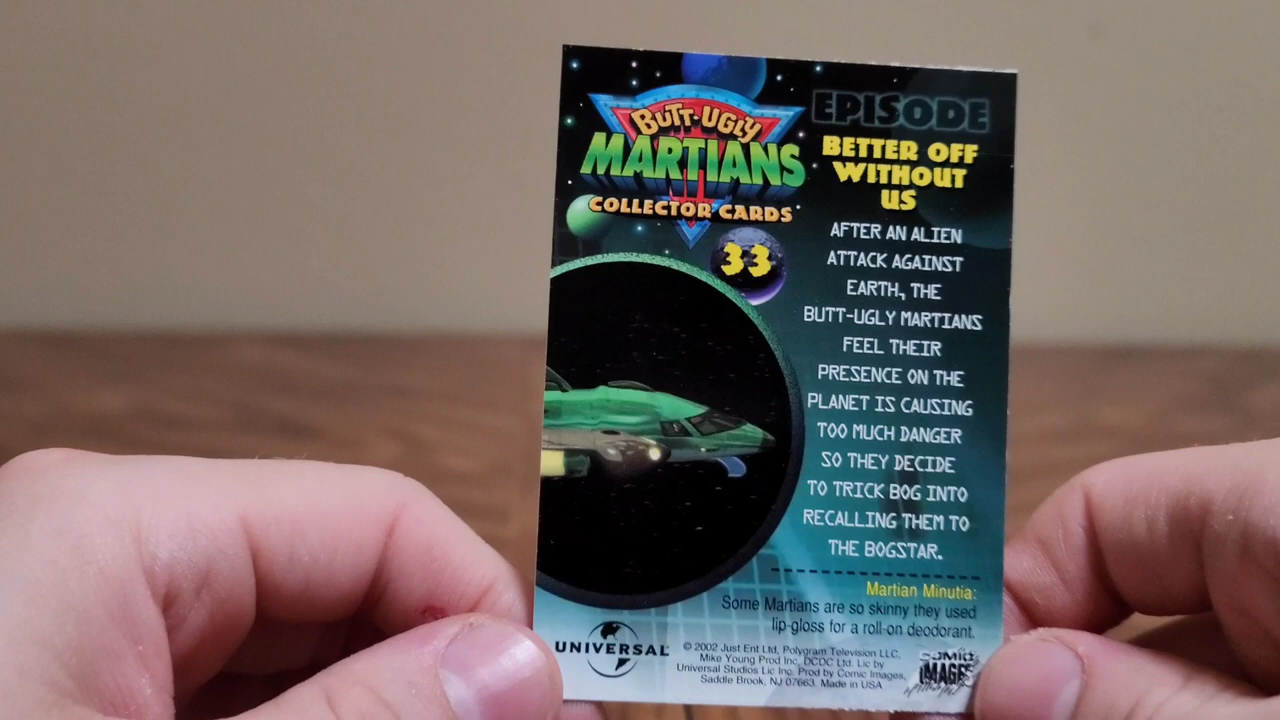 BUTT-UGLY
MARTIANS
COLLECTOR CARDS
33
EPISODE
BETTER OFF
WITHOUT
US
AFTER AN ALIEN
ATTACK AGAINST
EARTH, THE
BUTT-UGLY MARTIANS
FEEL THEIR
PRESENCE ON THE
PLANET IS CAUSING
TOO MUCH DANGER
SO THEY DECIDE
TO TRICK BOG INTO
RECALLING THEM TO
THE BOGSTAR.
Martian Minutia:
Some Martians are so skinny they used
lip-gloss for a roll-on deodorant.
UNIVERSAL
© 2002 Just Ent Ltd, Polygram Television LLC,
Mike Young Prod Inc, DCDC Ltd. Lic by
Universal Studios Lic Inc. Prod by Comic Images,
Saddle Brook, NJ 07663. Made in USA
COMIC
IMAGES